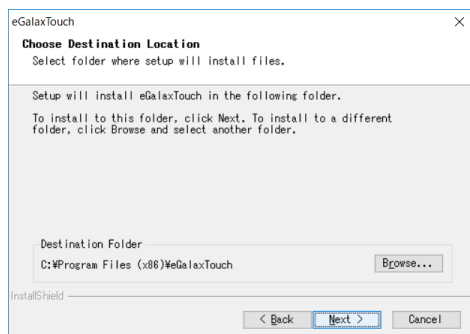 eGalaxTouch
Choose Destination Location
Select folder where setup will install files.
Setup will install eGalaxTouch in the following folder.
To install to this folder, click Next. To install to a different
folder, click Browse and select another folder.
Destination Folder
C:¥Program Files (x86)¥eGalaxTouch
Browse...
InstallShield
< Back
Next >
Cancel